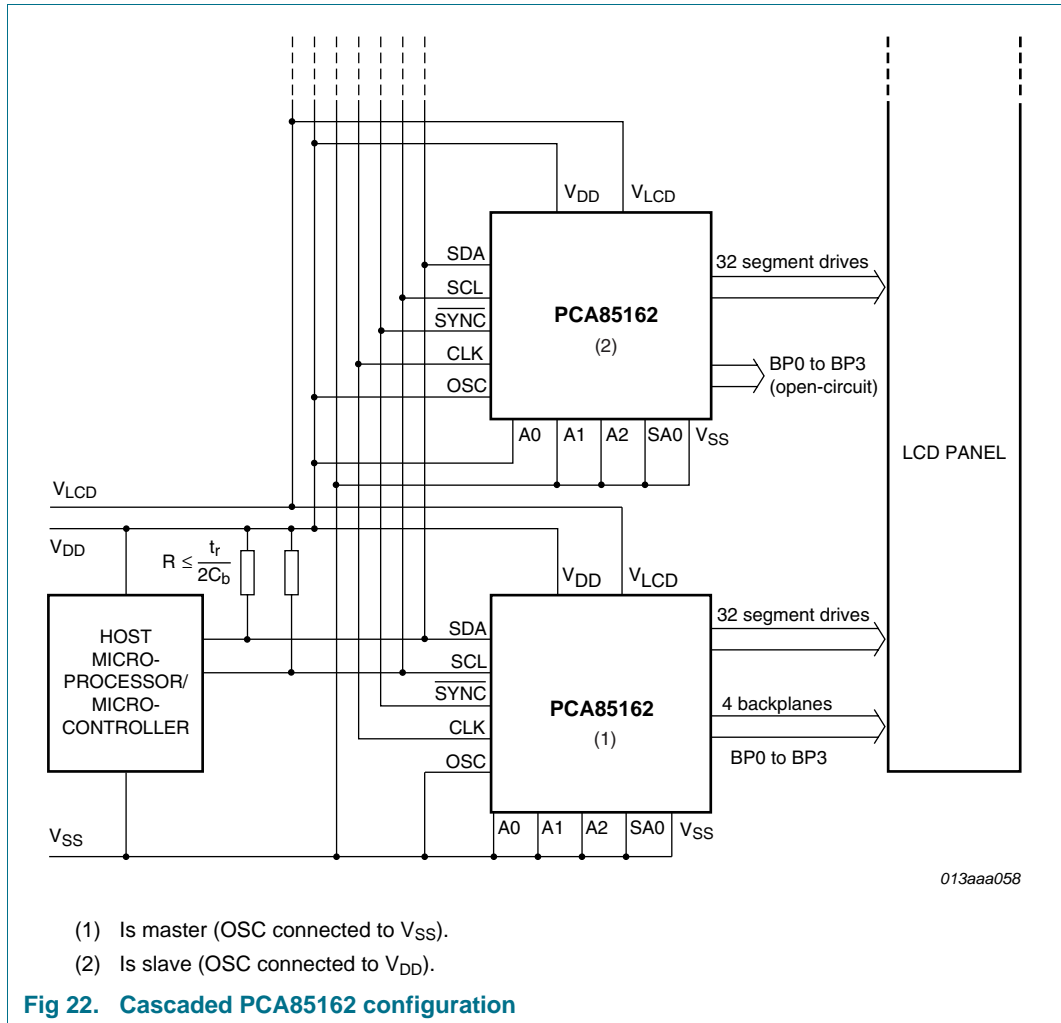 VDD
VLCD
SDA
SCL
SYNC
CLK
OSC
PCA85162
(2)
32 segment drives
BP0 to BP3
(open-circuit)
A0
A1
A2
SA0
VSS
LCD PANEL
VLCD
VDD
R ≤ tr
2Cb
VDD
VLCD
HOST
MICRO-
PROCESSOR/
MICRO-
CONTROLLER
SDA
SCL
SYNC
CLK
OSC
PCA85162
(1)
32 segment drives
4 backplanes
BP0 to BP3
A0
A1
A2
SA0
VSS
VSS
013aaa058
(1) Is master (OSC connected to VSS).
(2) Is slave (OSC connected to VDD).
Fig 22. Cascaded PCA85162 configuration